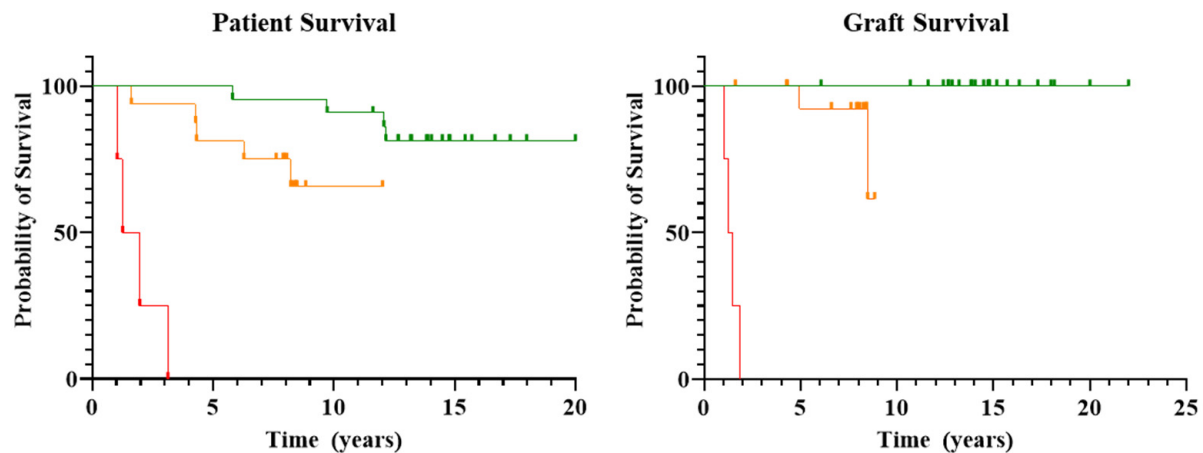 Patient Survival
Probability of Survival
100
50
0
0 5 10 15 20
Time (years)
Graft Survival
Probability of Survival
100
50
0
0 5 10 15 20 25
Time (years)